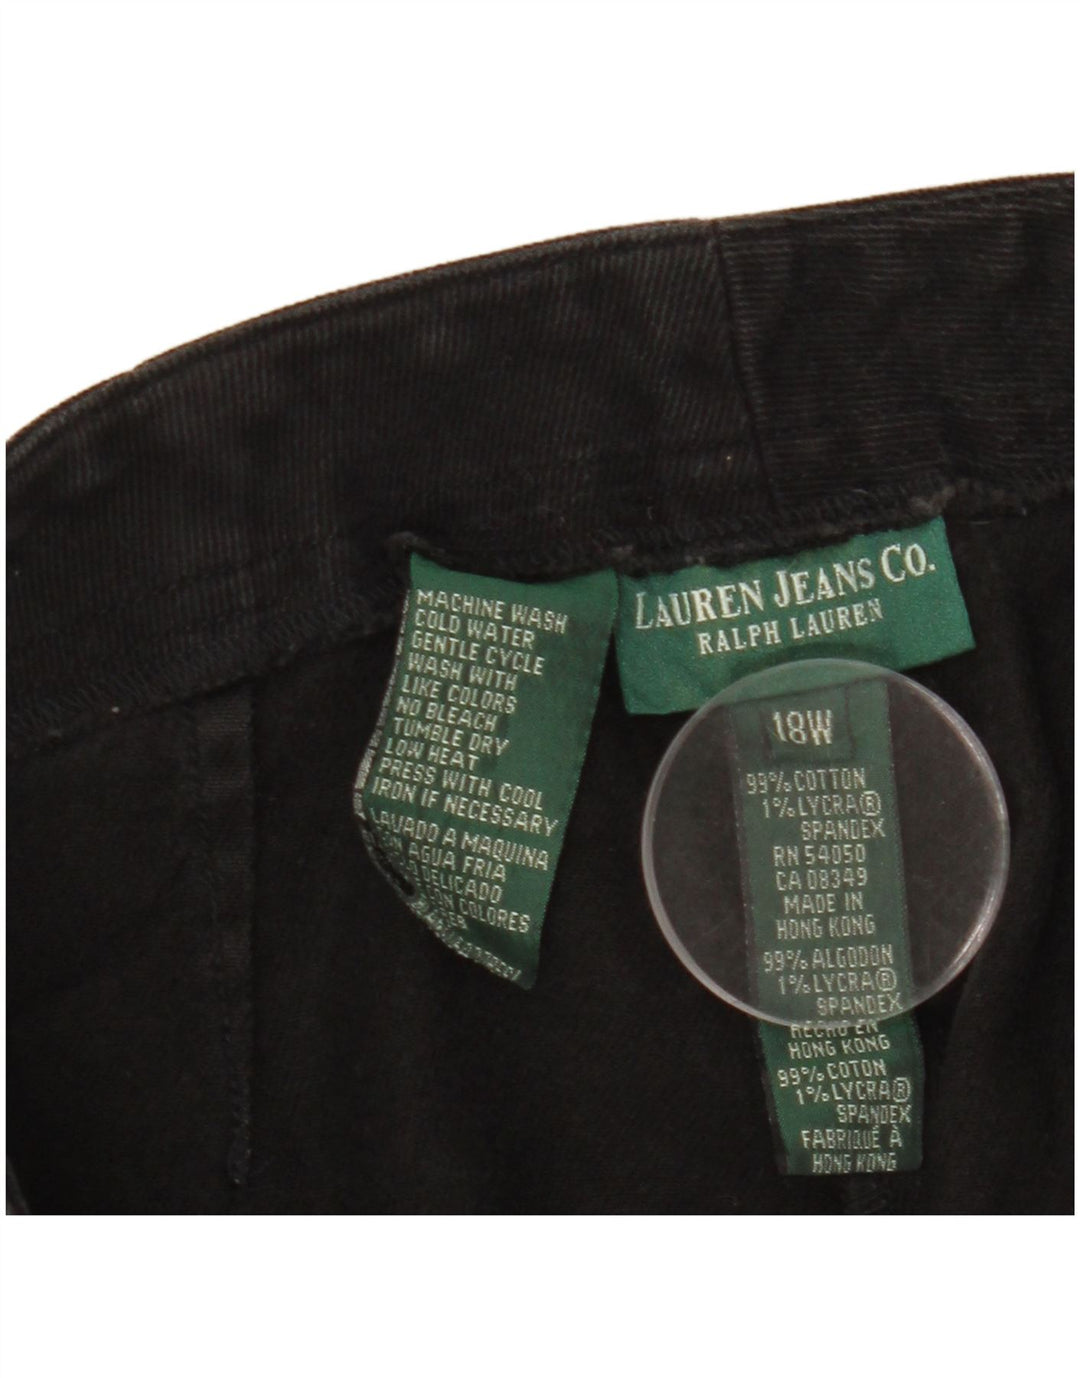 LAUREN JEANS CO.
RALPH LAUREN
MACHINE WASH
COLD WATER
GENTLE CYCLE
WASH WITH
LIKE COLORS
NO BLEACH
TUMBLE DRY
LOW HEAT
PRESS WITH COOL
IRON IF NECESSARY
LAVADO A MAQUINA
AGUA FRIA
DELICADO
COLORES
18W
99% COTTON
1% LYCRA®
SPANDEX
RN 54050
CA 08349
MADE IN
HONG KONG
99% ALGODON
1% LYCRA®
SPANDEX
HECHO EN
HONG KONG
99% COTON
1% LYCRA®
SPANDEX
FABRIQUÉ À
HONG KONG